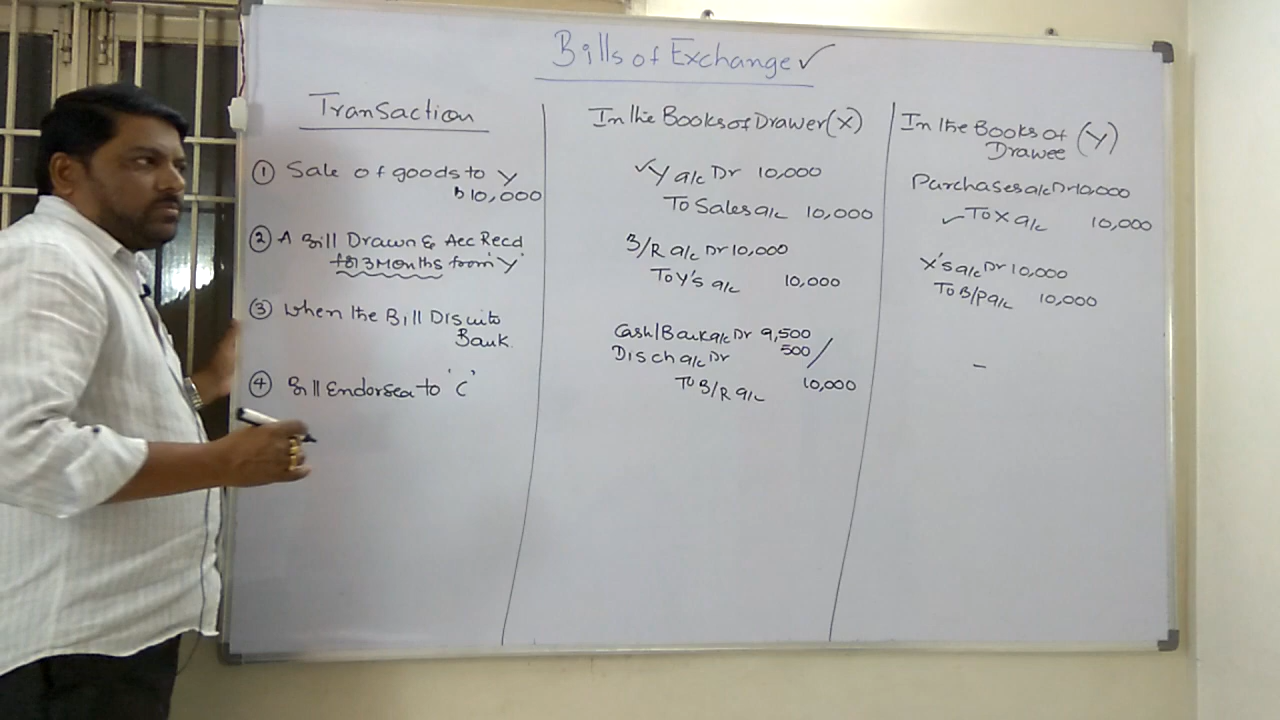 Bills of Exchange ✓
Transaction
① Sale of goods to Y
10,000
② A Bill Drawn & Acc Recd
for 3 Months from 'Y'
③ When the Bill Dis into
Bank.
④ Bill Endorsed to 'C'
In the Books of Drawer (X)
✓ Y a/c Dr 10,000
To Sales a/c 10,000
B/R a/c Dr 10,000
To Y's a/c 10,000
Cash/Bank a/c Dr 9,500
Disc h a/c Dr 500 /
To B/R a/c 10,000
In the Books of (Y)
Drawee
Purchases a/c Dr 10,000
✓ To X a/c 10,000
X's a/c Dr 10,000
To B/P a/c 10,000
–